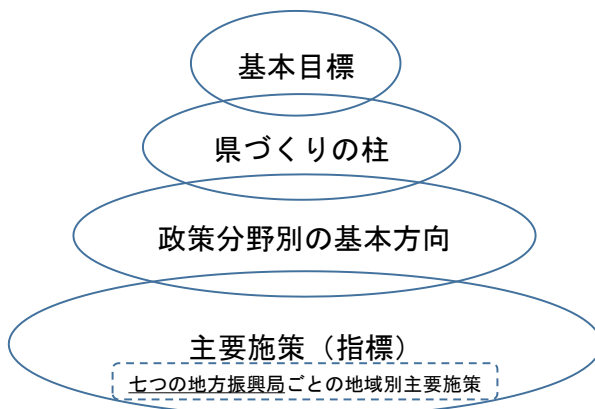 基本目標
県づくりの柱
政策分野別の基本方向
主要施策（指標）
七つの地方振興局ごとの地域別主要施策